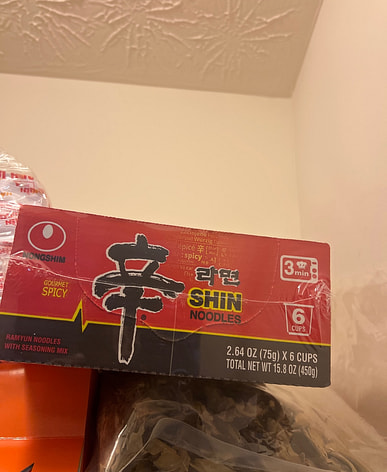 NONGSHIM
GOURMET
SPICY
辛
®
라면
spicy
SHIN
NOODLES
3
min
6
CUPS
RAMYUN NOODLES
WITH SEASONING MIX
2.64 OZ (75g) X 6 CUPS
TOTAL NET WT 15.8 OZ (450g)